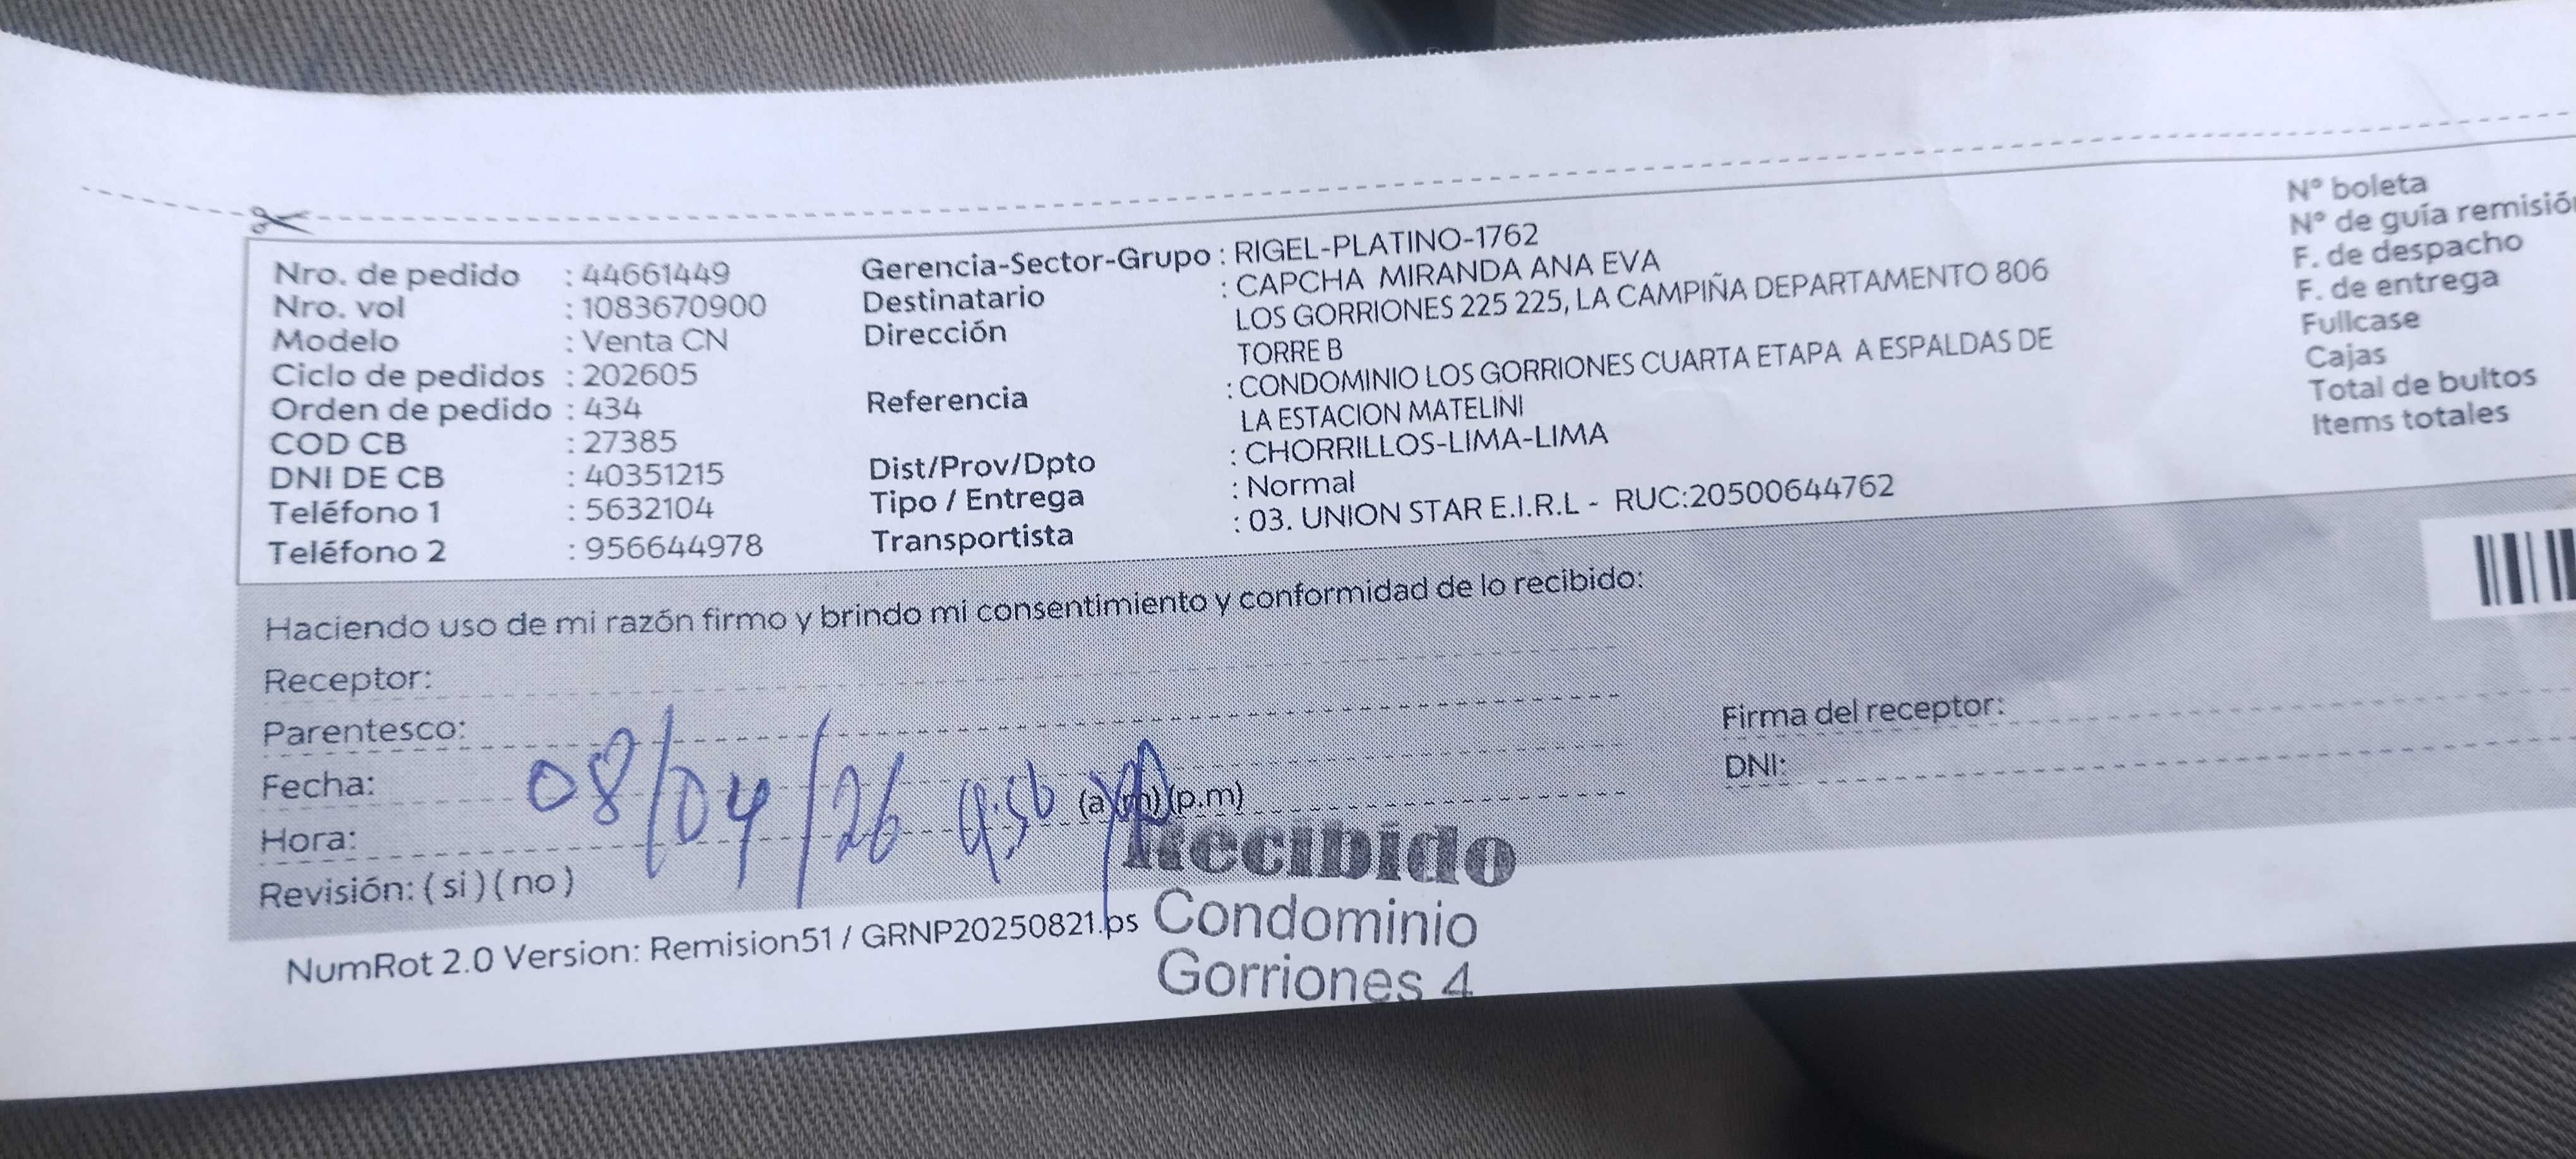 Nro. de pedido : 44661449
Nro. vol : 1083670900
Modelo : Venta CN
Ciclo de pedidos : 202605
Orden de pedido : 434
COD CB : 27385
DNI DE CB : 40351215
Teléfono 1 : 5632104
Teléfono 2 : 956644978
Gerencia-Sector-Grupo : RIGEL-PLATINO-1762
Destinatario : CAPCHA MIRANDA ANA EVA
Dirección LOS GORRIONES 225 225, LA CAMPIÑA DEPARTAMENTO 806
TORRE B
Referencia : CONDOMINIO LOS GORRIONES CUARTA ETAPA A ESPALDAS DE
LA ESTACION MATELINI
Dist/Prov/Dpto : CHORRILLOS-LIMA-LIMA
Tipo / Entrega : Normal
Transportista : 03. UNION STAR E.I.R.L - RUC:20500644762
N° boleta
N° de guía remisión
F. de despacho
F. de entrega
Fullcase
Cajas
Total de bultos
Items totales
Haciendo uso de mi razón firmo y brindo mi consentimiento y conformidad de lo recibido:
Receptor:
Parentesco:
Fecha: 08/04/26
Hora: (a.m)(p.m)
Revisión: (si)(no)
Firma del receptor:
DNI:
Recibido
Condominio
Gorriones 4
NumRot 2.0 Version: Remision51 / GRNP20250821.ps